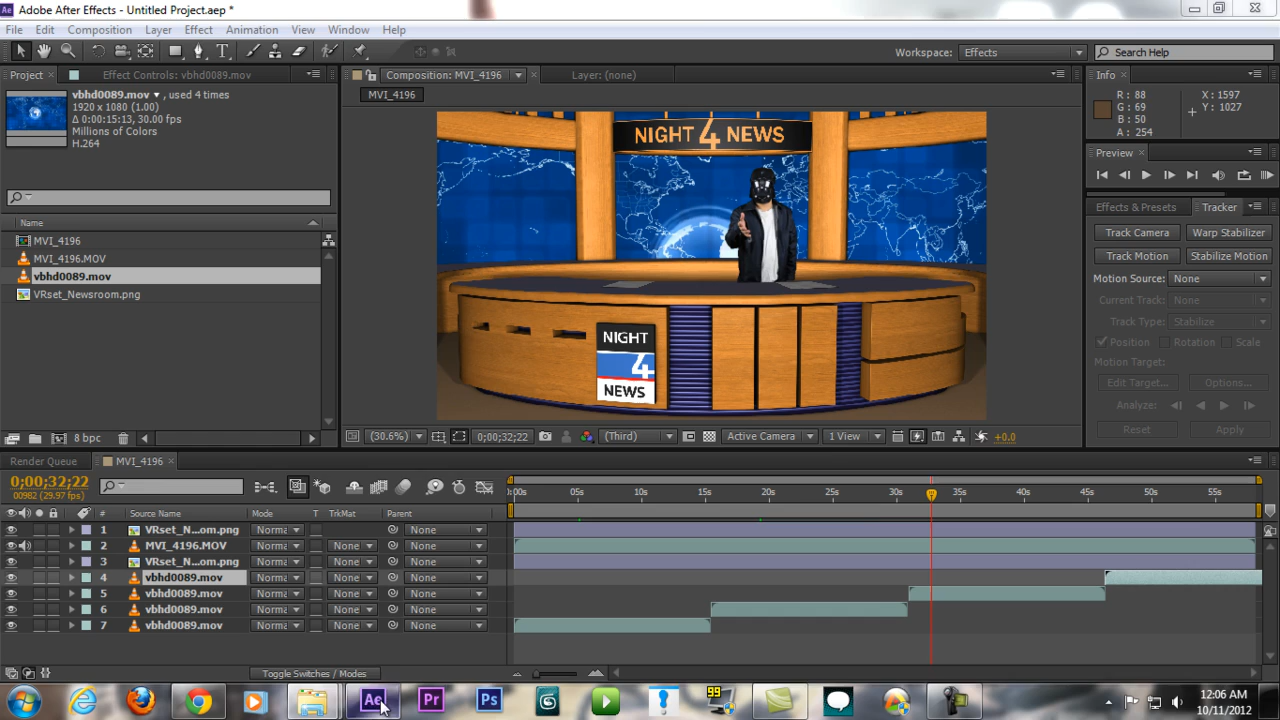 Adobe After Effects - Untitled Project.aep *
File Edit Composition Layer Effect Animation View Window Help
Workspace: Effects Search Help
Project Effect Controls: vbhd0089.mov Composition: MVI_4196 Layer: (none) Info
vbhd0089.mov , used 4 times
1920 x 1080 (1.00)
Δ 0:00:15:13, 30.00 fps
Millions of Colors
H.264
MVI_4196
R : 88
G : 69
B : 50
A : 254
X : 1597
Y : 1027
NIGHT 4 NEWS
Preview
Name
MVI_4196
MVI_4196.MOV
vbhd0089.mov
VRset_Newsroom.png
Effects & Presets Tracker
Track Camera Warp Stabilizer
Track Motion Stabilize Motion
Motion Source: None
Current Track: None
Track Type: Stabilize
Position Rotation Scale
Motion Target:
Edit Target... Options...
Analyze:
Reset Apply
NIGHT
4
NEWS
8 bpc
(30.6%) 0;00;32;22 (Third) Active Camera 1 View +0.0
Render Queue MVI_4196
0;00;32;22
00982 (29.97 fps)
:00s 05s 10s 15s 20s 25s 30s 35s 40s 45s 50s 55s
# Source Name Mode T TrkMat Parent
1 VRset_N...om.png Norma None
2 MVI_4196.MOV Norma None None
3 VRset_N...om.png Norma None None
4 vbhd0089.mov Norma None None
5 vbhd0089.mov Norma None None
6 vbhd0089.mov Norma None None
7 vbhd0089.mov Norma None None
Toggle Switches / Modes
Ae Pr Ps 99
12:06 AM
10/11/2012